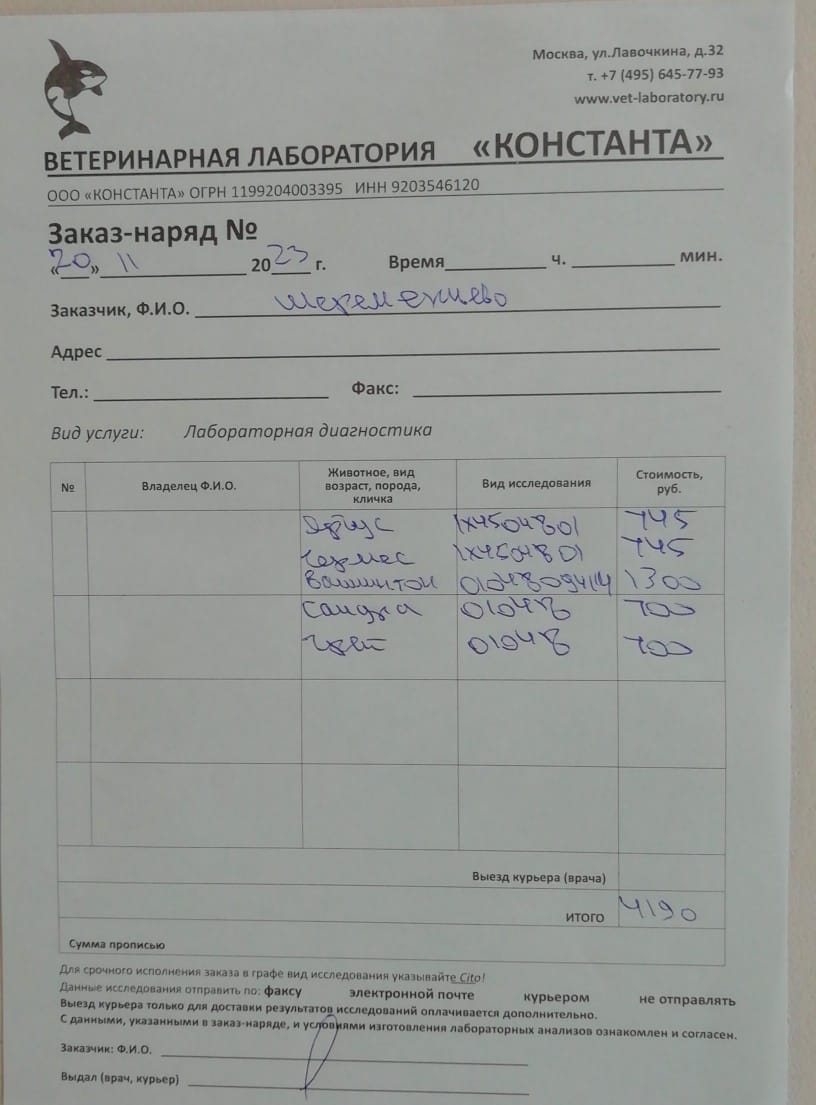 Москва, ул.Лавочкина, д.32
т. +7 (495) 645-77-93
www.vet-laboratory.ru
ВЕТЕРИНАРНАЯ ЛАБОРАТОРИЯ «КОНСТАНТА»
ООО «КОНСТАНТА» ОГРН 1199204003395 ИНН 9203546120
Заказ-наряд №
«20» 11 2023 г. Время ч. мин.
Заказчик, Ф.И.О. Шереметьево
Адрес
Тел.: Факс:
Вид услуги: Лабораторная диагностика
№ Владелец Ф.И.О. Животное, вид возраст, порода, кличка Вид исследования Стоимость, руб.
745
Гермес 745
Вашингтон 1300
Сандра 01048 700
Грей 01048 700
Выезд курьера (врача)
ИТОГО 4190
Сумма прописью
Для срочного исполнения заказа в графе вид исследования указывайте Cito!
Данные исследования отправить по: факсу электронной почте курьером не отправлять
Выезд курьера только для доставки результатов исследований оплачивается дополнительно.
С данными, указанными в заказ-наряде, и условиями изготовления лабораторных анализов ознакомлен и согласен.
Заказчик: Ф.И.О.
Выдал (врач, курьер)